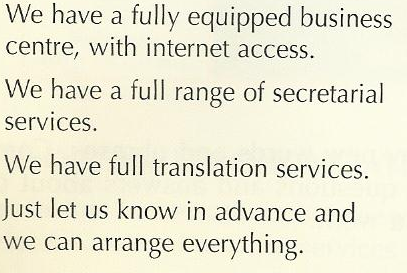 We have a fully equipped business
centre, with internet access.
We have a full range of secretarial
services.
We have full translation services.
Just let us know in advance and
we can arrange everything.